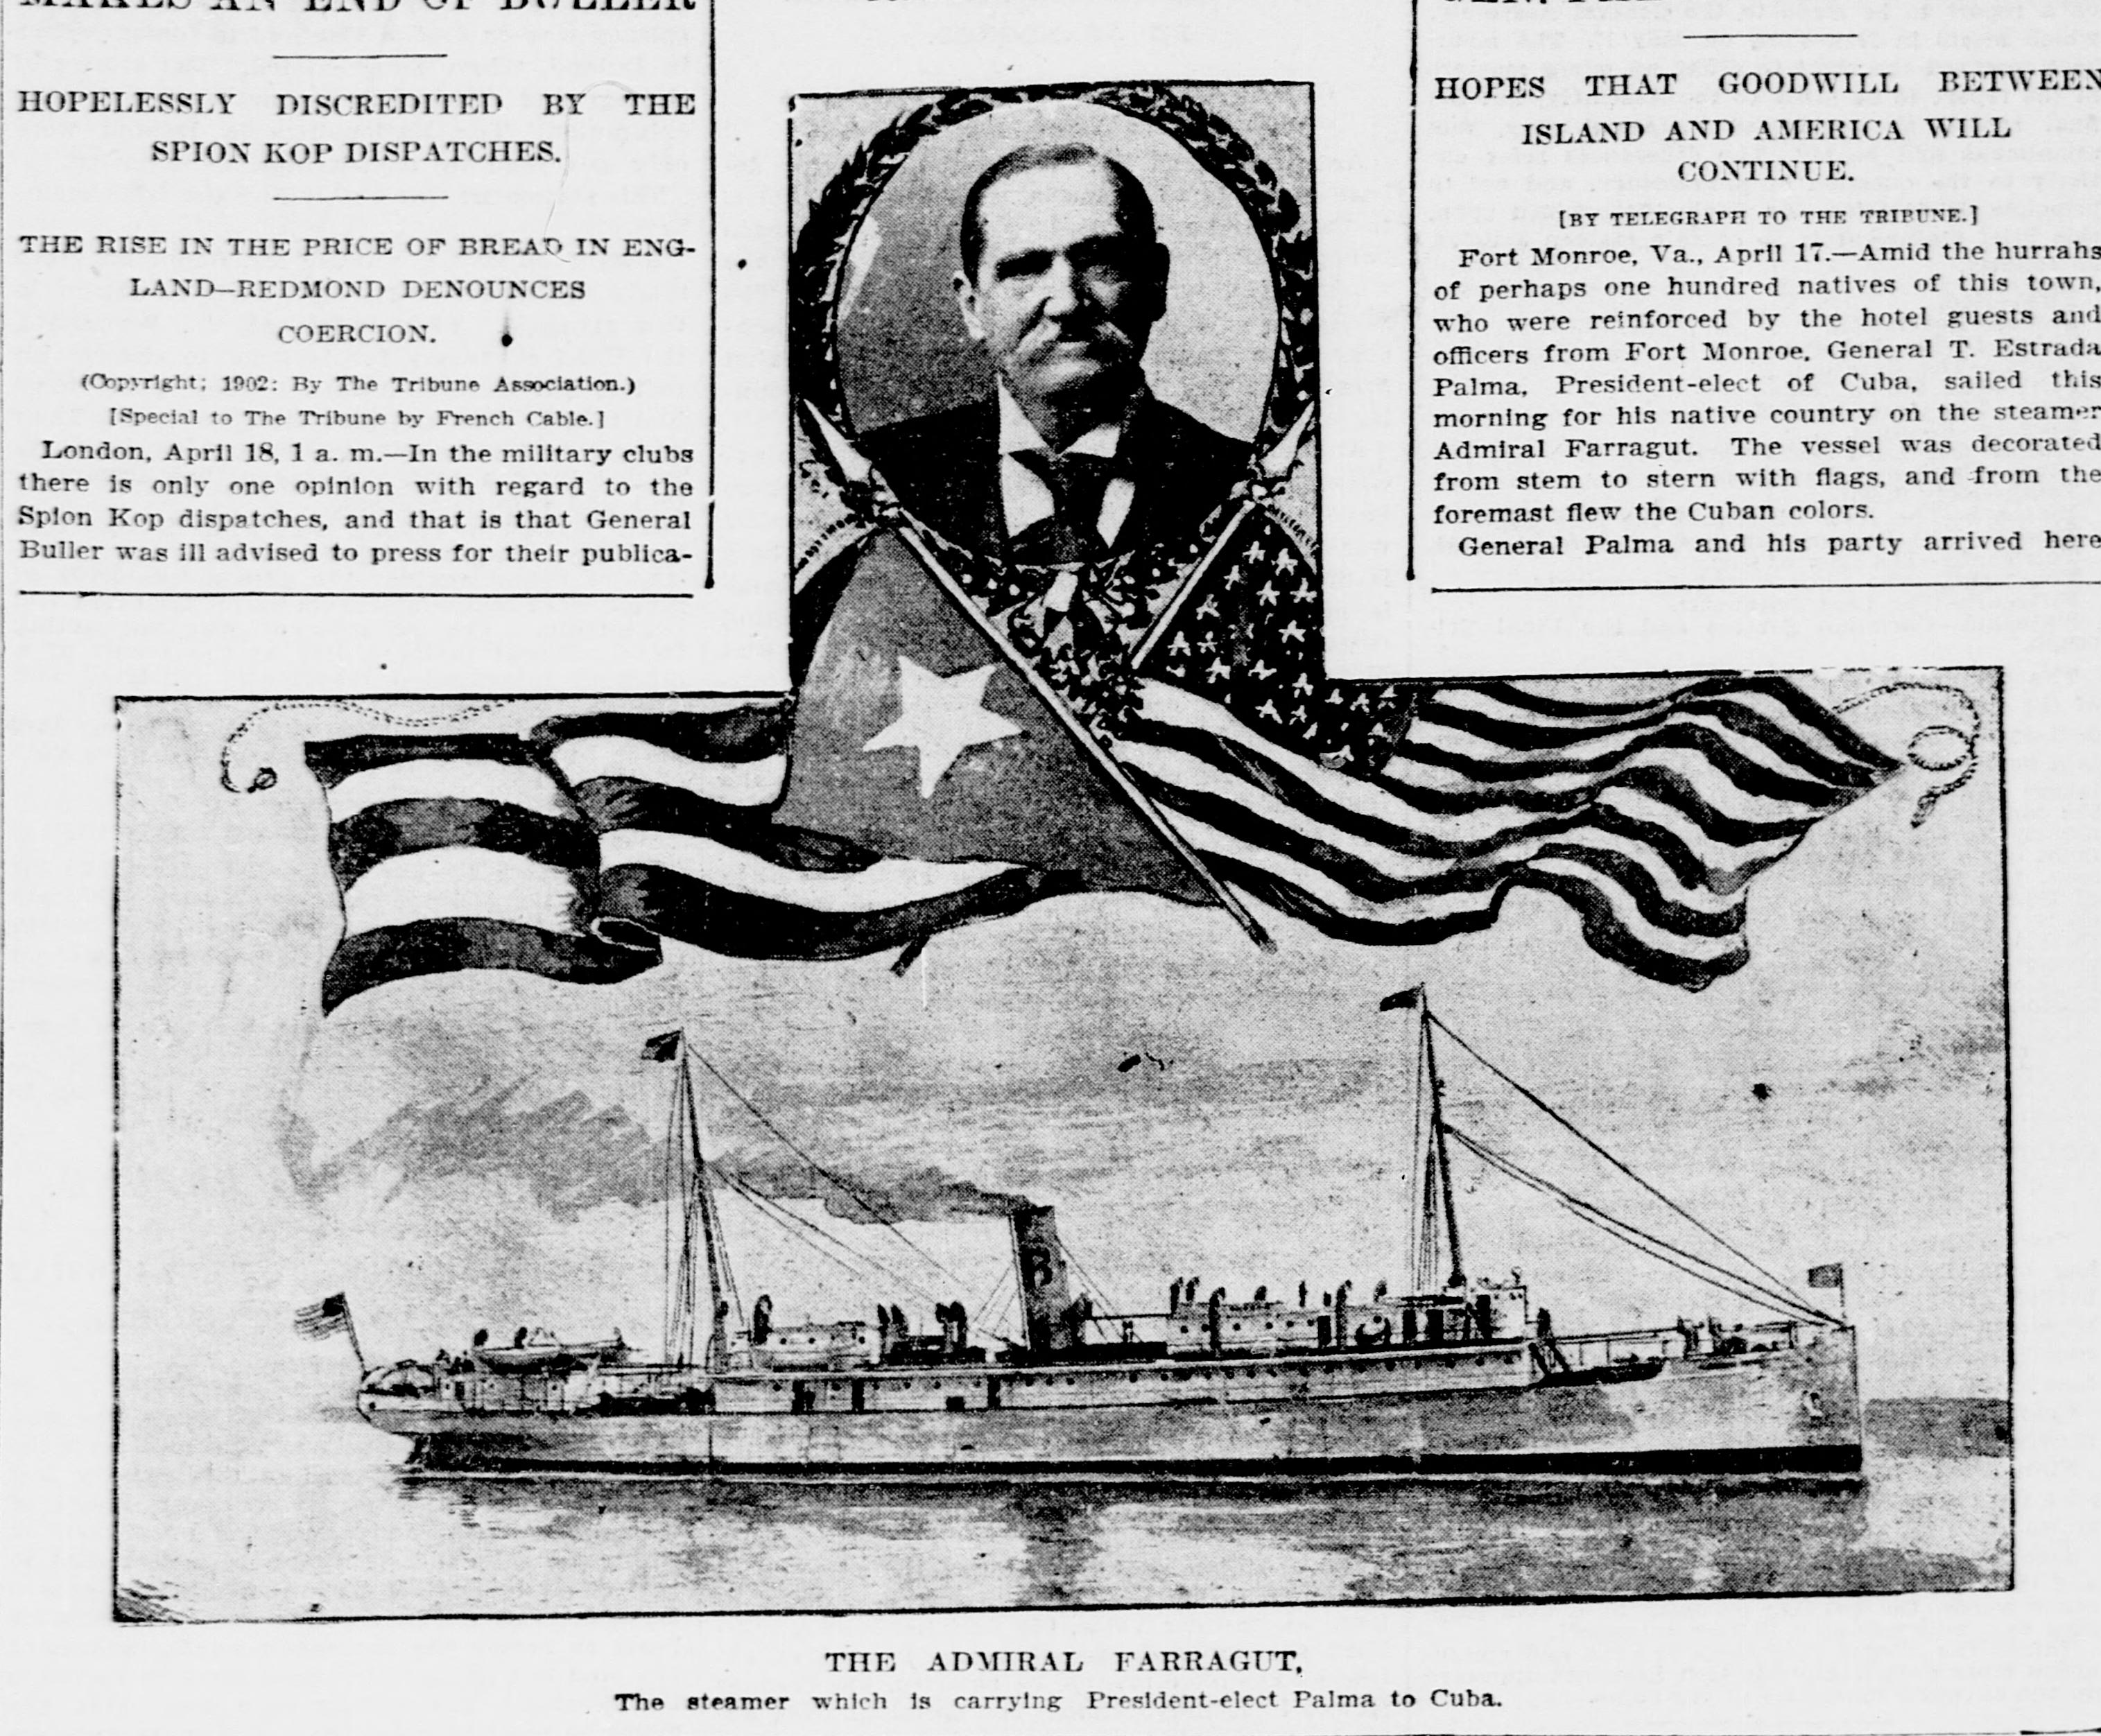 MAKES AN END OF BULLER
HOPELESSLY DISCREDITED BY THE
SPION KOP DISPATCHES.
THE RISE IN THE PRICE OF BREAD IN ENG-
LAND—REDMOND DENOUNCES
COERCION.
(Copyright; 1902: By The Tribune Association.)
[Special to The Tribune by French Cable.]
London, April 18, 1 a. m.—In the military clubs
there is only one opinion with regard to the
Spion Kop dispatches, and that is that General
Buller was ill advised to press for their publica-
HOPES THAT GOODWILL BETWEEN
ISLAND AND AMERICA WILL
CONTINUE.
[BY TELEGRAPH TO THE TRIBUNE.]
Fort Monroe, Va., April 17.—Amid the hurrahs
of perhaps one hundred natives of this town,
who were reinforced by the hotel guests and
officers from Fort Monroe, General T. Estrada
Palma, President-elect of Cuba, sailed this
morning for his native country on the steamer
Admiral Farragut. The vessel was decorated
from stem to stern with flags, and from the
foremast flew the Cuban colors.
General Palma and his party arrived here
B
THE ADMIRAL FARRAGUT,
The steamer which is carrying President-elect Palma to Cuba.